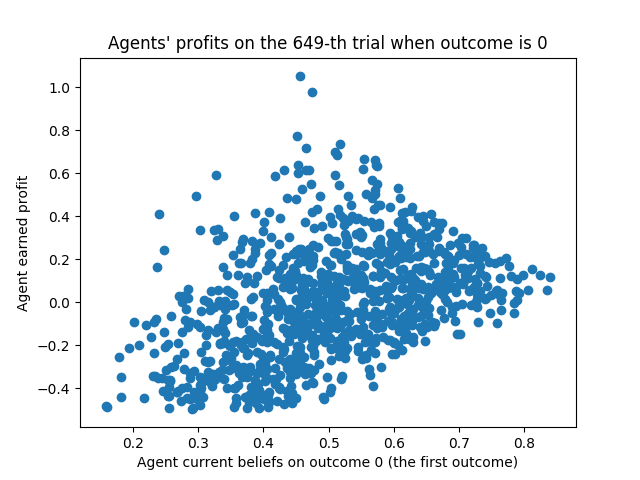 Agents' profits on the 649-th trial when outcome is 0
Agent earned profit
1.0
0.8
0.6
0.4
0.2
0.0
−0.2
−0.4
0.2 0.3 0.4 0.5 0.6 0.7 0.8
Agent current beliefs on outcome 0 (the first outcome)